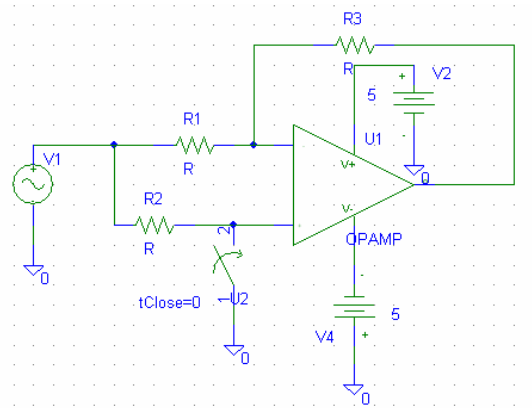 R3
R
+
V2
5
-
R1
R
U1
V+
0
V1
+
-
R2
R
2
V-
OPAMP
-
0
tClose=0
1
U2
-
5
V4
+
0
0